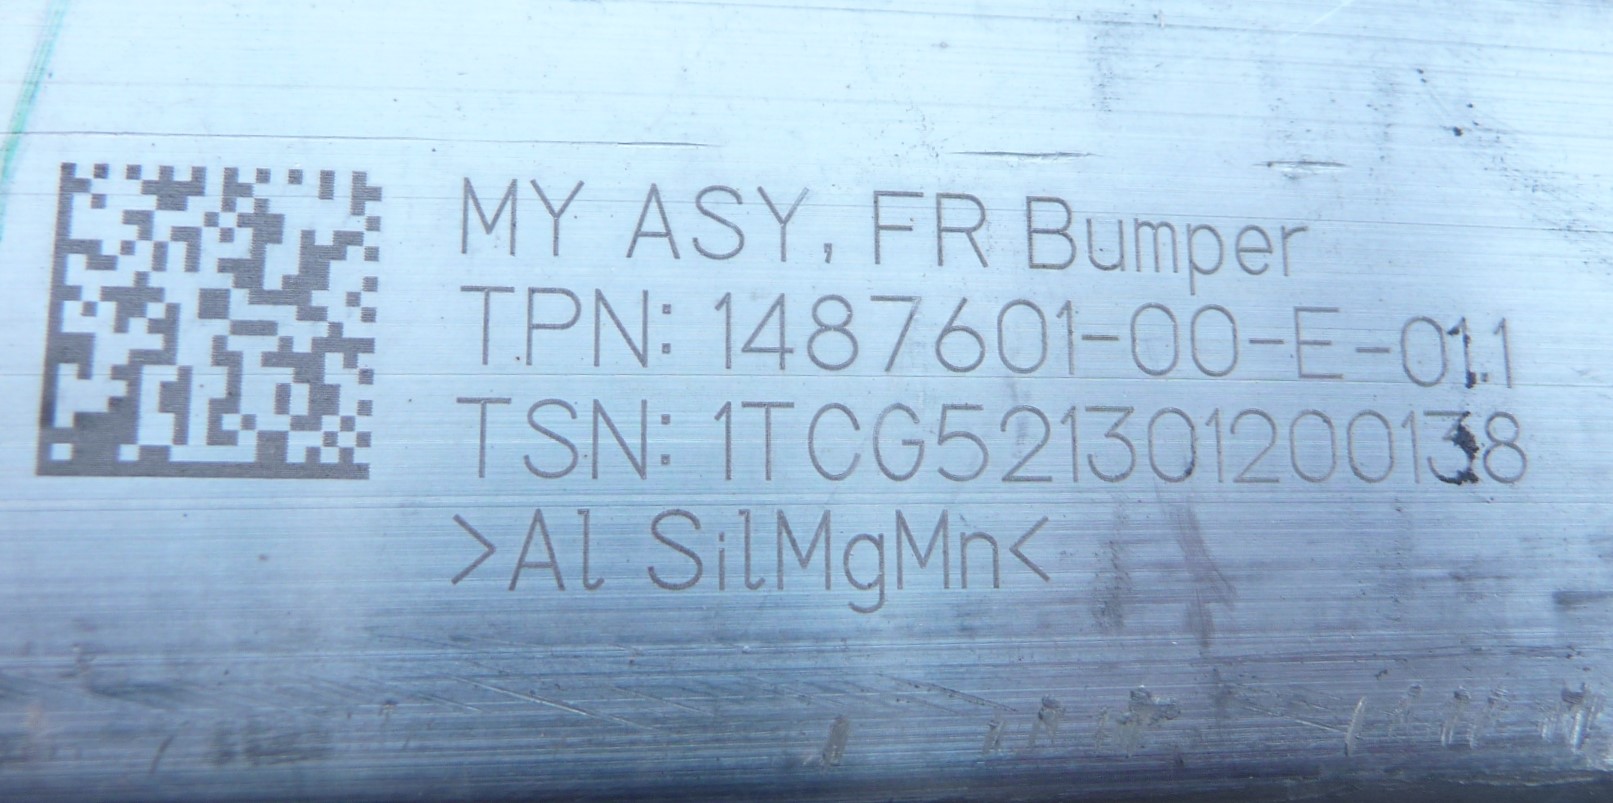 MY ASY, FR Bumper
TPN: 1487601-00-E-01.1
TSN: 1TCG521301200138
>Al SilMgMn<